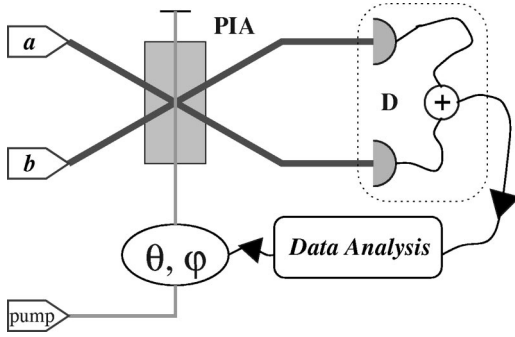 a
PIA
D
+
b
θ, φ
Data Analysis
pump